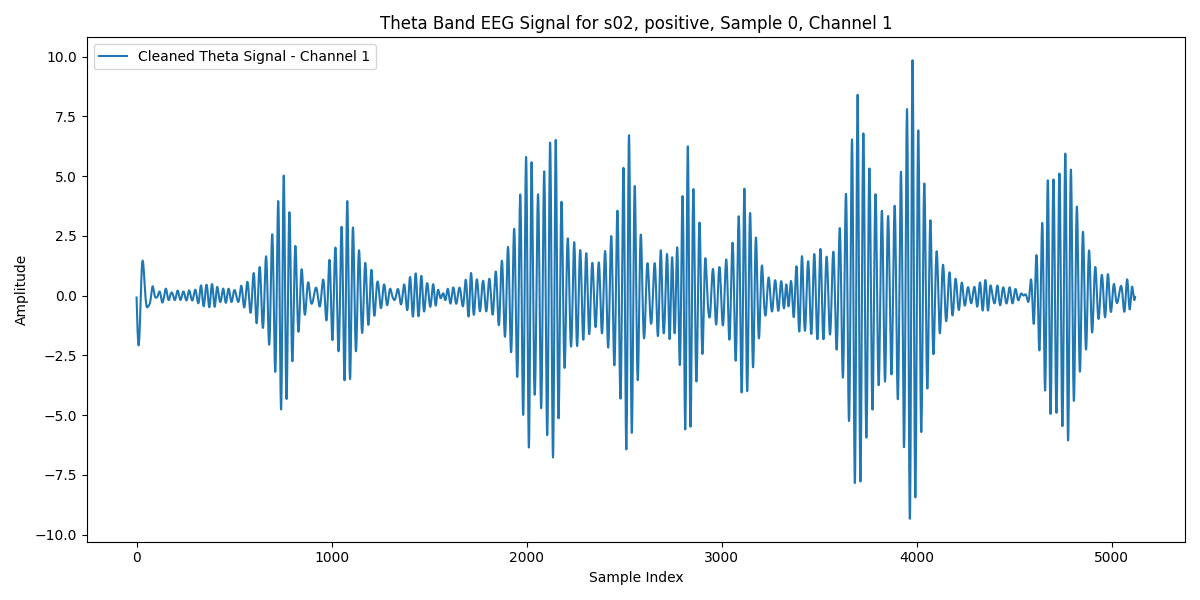 Theta Band EEG Signal for s02, positive, Sample 0, Channel 1
Cleaned Theta Signal - Channel 1
10.0
7.5
5.0
2.5
0.0
−2.5
−5.0
−7.5
−10.0
Amplitude
0 1000 2000 3000 4000 5000
Sample Index